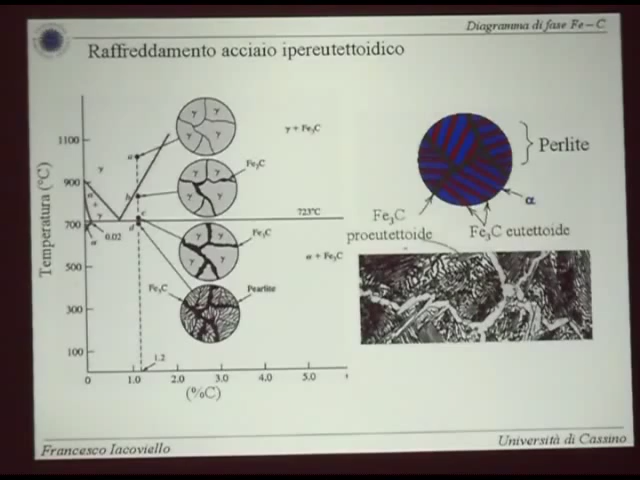 Diagramma di fase Fe – C
Raffreddamento acciaio ipereutettoidico
Temperatura (°C)
1100
900
700
500
300
100
0
1.0
2.0
3.0
4.0
5.0
(%C)
1.2
0.02
723°C
γ
α
+
γ
α
a
b
c
d
γ + Fe3C
α + Fe3C
γ
γ
γ
γ
Fe3C
γ
γ
γ
γ
Fe3C
γ
γ
γ
γ
Fe3C
Pearlite
Perlite
α
Fe3C
proeutettoide
Fe3C eutettoide
Francesco Iacoviello
Università di Cassino